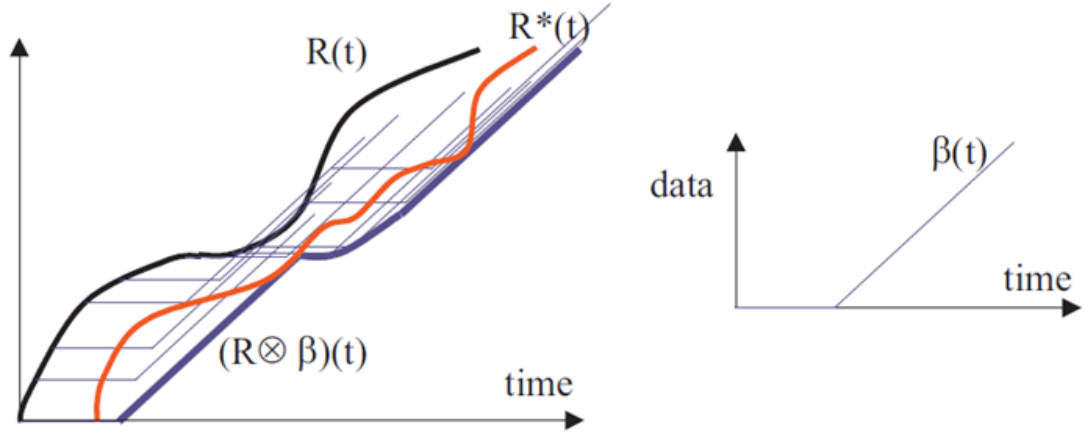 R(t)
R*(t)
(R⊗ β)(t)
time
data
β(t)
time